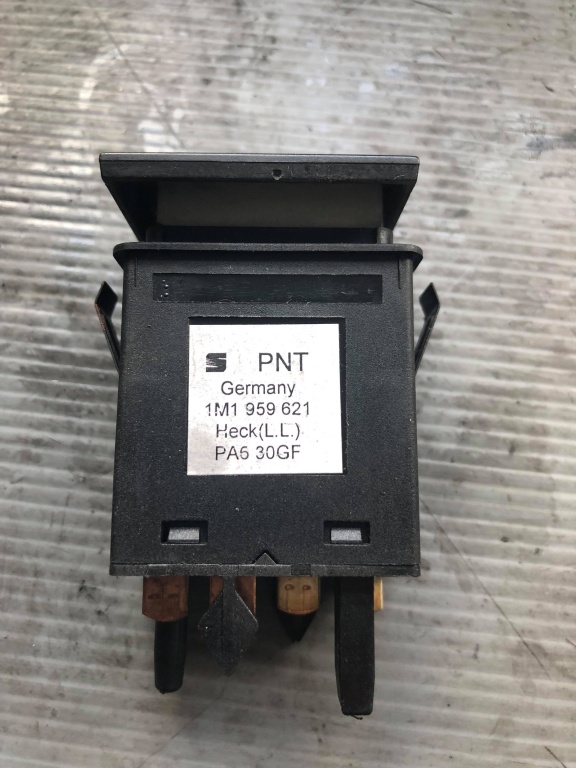 S PNT
Germany
1M1 959 621
Heck(L.L.)
PA6 30GF